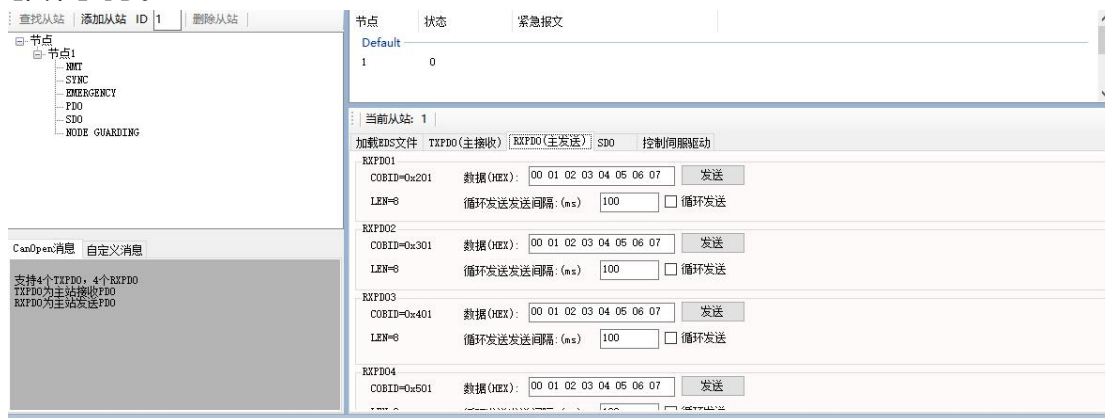 查找从站 添加从站 ID 1 删除从站
节点
节点1
NMT
SYNC
EMERGENCY
PDO
SDO
NODE GUARDING
CanOpen消息 自定义消息
支持4个TXPDO，4个RXPDO
TXPDO为主站接收PDO
RXPDO为主站发送PDO
节点 状态 紧急报文
Default
1 0
当前从站: 1
加载EDS文件 TXPDO(主接收) RXPDO(主发送) SDO 控制伺服驱动
RXPDO1
COBID=0x201 数据(HEX): 00 01 02 03 04 05 06 07 发送
LEN=8 循环发送发送间隔:(ms) 100 循环发送
RXPDO2
COBID=0x301 数据(HEX): 00 01 02 03 04 05 06 07 发送
LEN=8 循环发送发送间隔:(ms) 100 循环发送
RXPDO3
COBID=0x401 数据(HEX): 00 01 02 03 04 05 06 07 发送
LEN=8 循环发送发送间隔:(ms) 100 循环发送
RXPDO4
COBID=0x501 数据(HEX): 00 01 02 03 04 05 06 07 发送